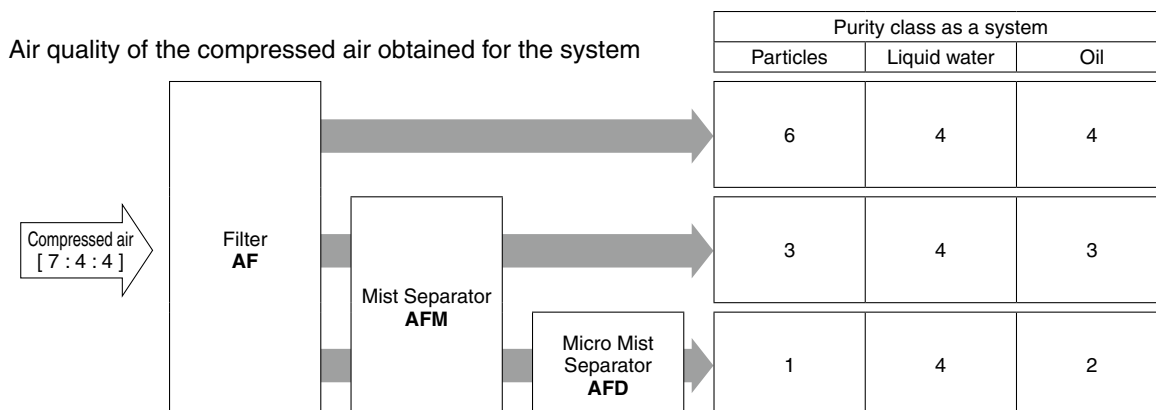 Air quality of the compressed air obtained for the system
Purity class as a system
Particles Liquid water Oil
6 4 4
Compressed air
[ 7 : 4 : 4 ]
Filter
AF
3 4 3
Mist Separator
AFM
Micro Mist
Separator
AFD
1 4 2